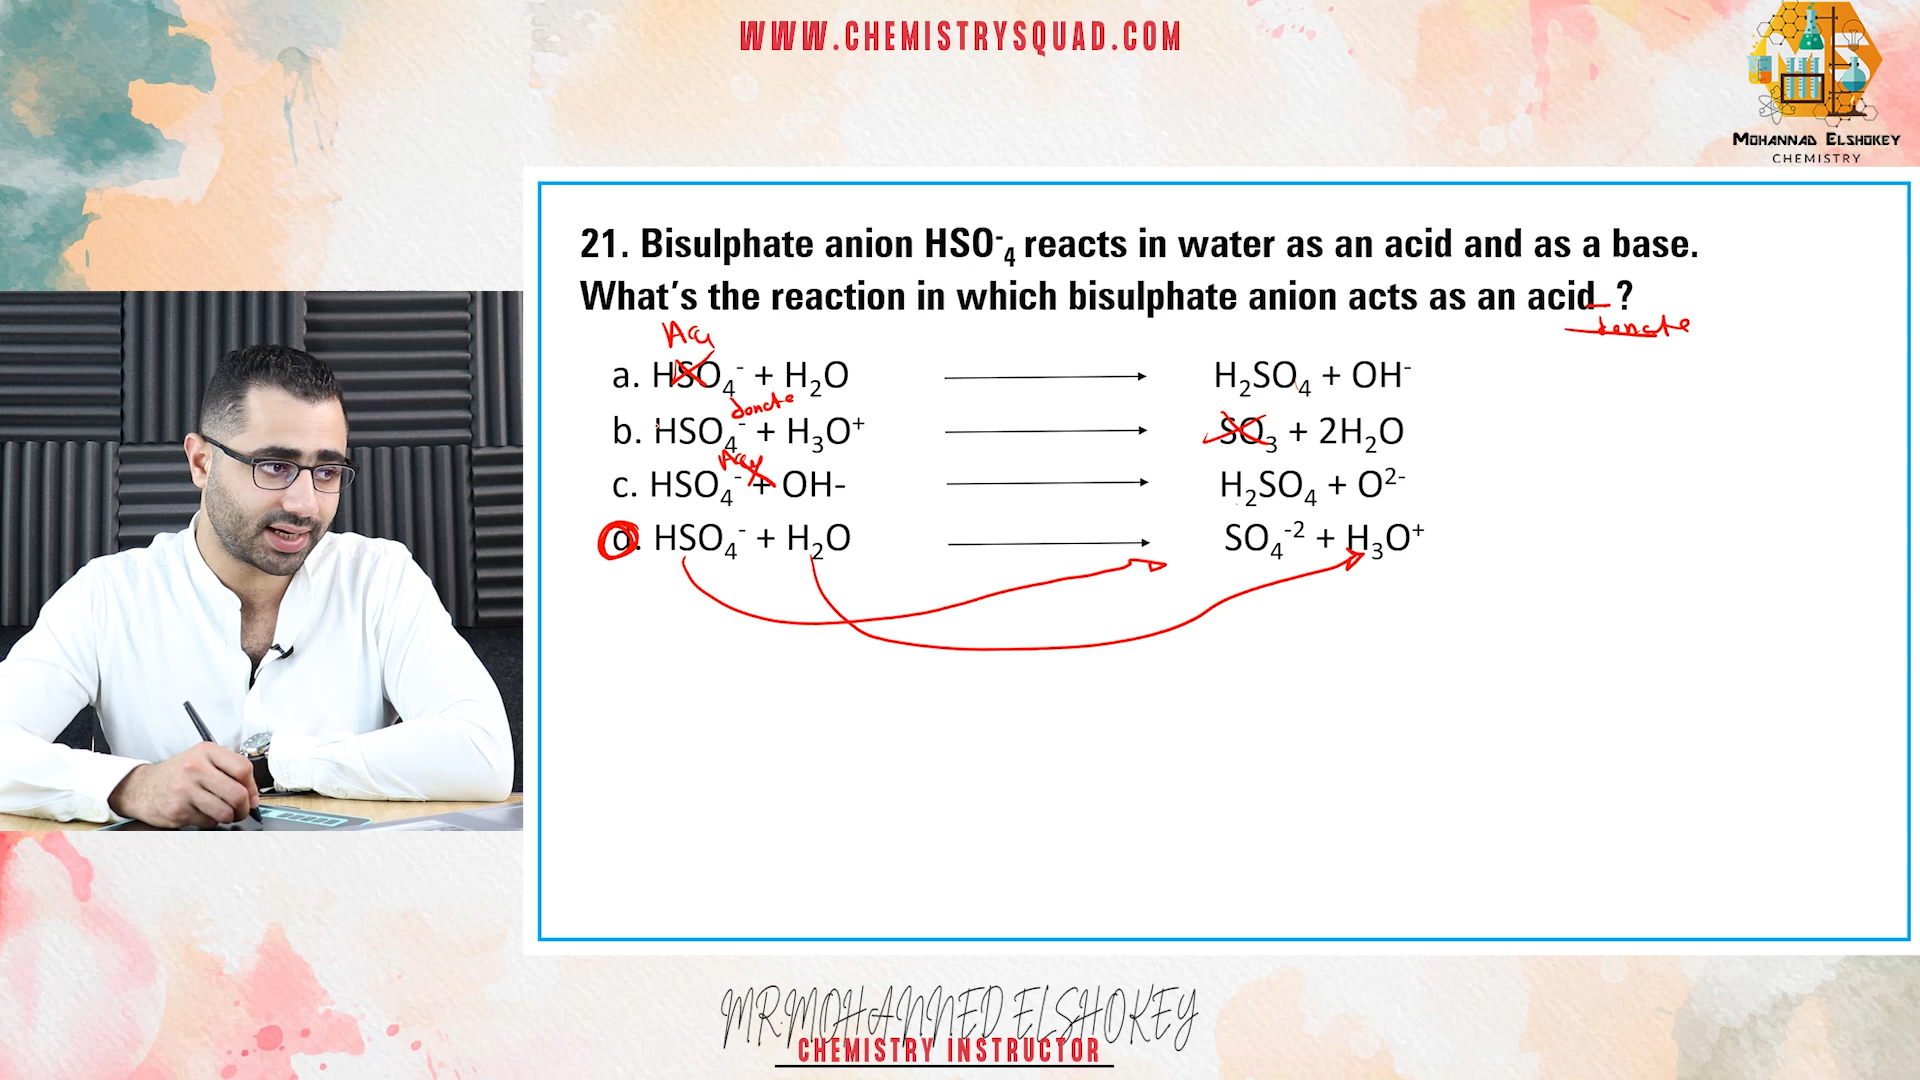 WWW.CHEMISTRYSQUAD.COM
MS
MOHANNAD ELSHOKEY
CHEMISTRY
21. Bisulphate anion HSO⁻₄ reacts in water as an acid and as a base.
What's the reaction in which bisulphate anion acts as an acid ?
donate
a. HSO₄⁻ + H₂O → H₂SO₄ + OH⁻
donate
b. HSO₄⁻ + H₃O⁺ → SO₃ + 2H₂O
c. HSO₄⁻ + OH- → H₂SO₄ + O²⁻
d. HSO₄⁻ + H₂O → SO₄⁻² + H₃O⁺
MR.MOHANNED ELSHOKEY
CHEMISTRY INSTRUCTOR